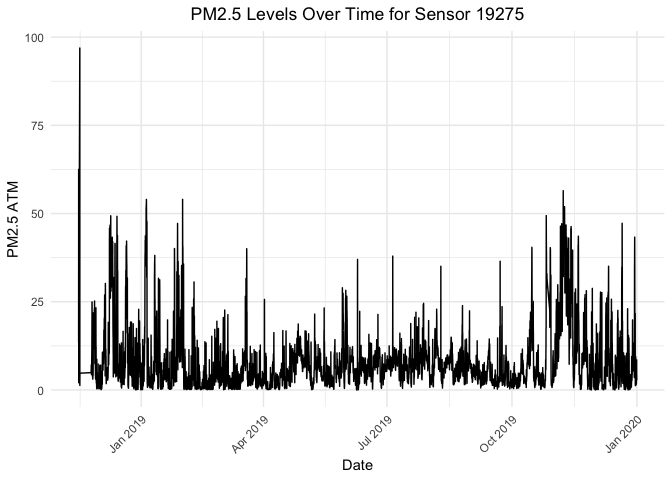 PM2.5 Levels Over Time for Sensor 19275
100
75
50
25
0
PM2.5 ATM
Jan 2019
Apr 2019
Jul 2019
Oct 2019
Jan 2020
Date